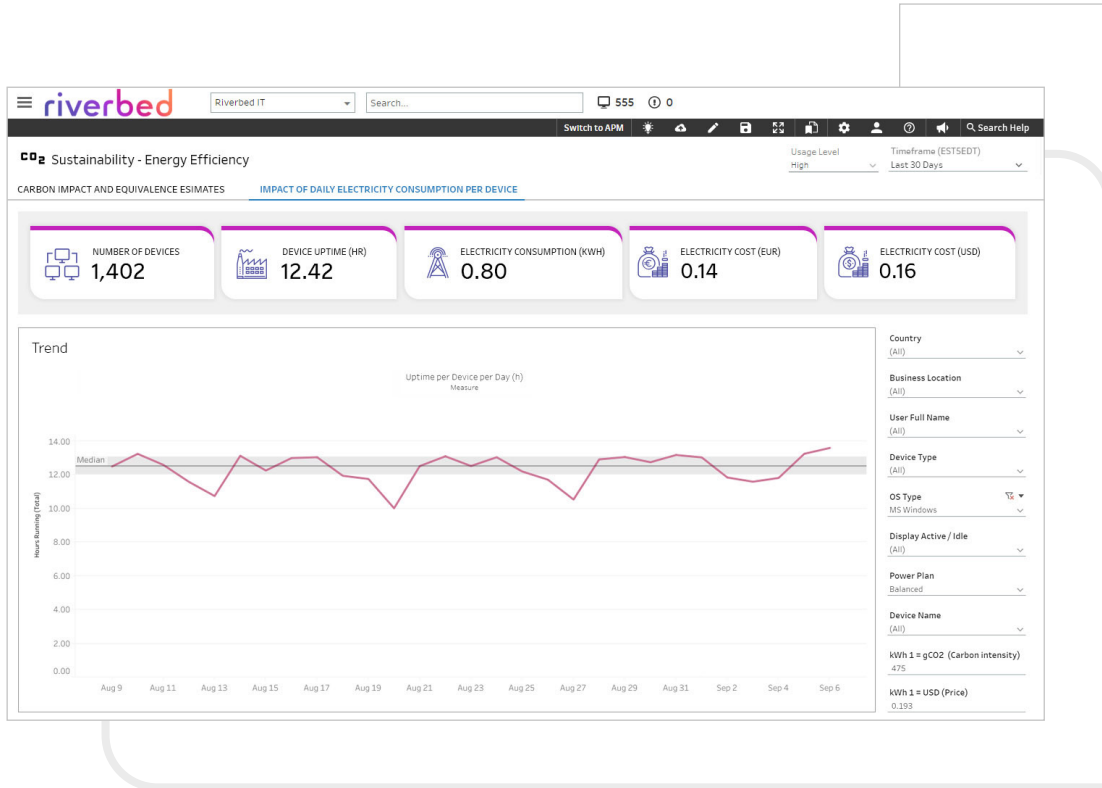 riverbed
Riverbed IT
Search...
555
0
Switch to APM
Search Help
CO2 Sustainability - Energy Efficiency
Usage Level
High
Timeframe (ESTSEDT)
Last 30 Days
CARBON IMPACT AND EQUIVALENCE ESIMATES
IMPACT OF DAILY ELECTRICITY CONSUMPTION PER DEVICE
NUMBER OF DEVICES
1,402
DEVICE UPTIME (HR)
12.42
ELECTRICITY CONSUMPTION (KWH)
0.80
ELECTRICITY COST (EUR)
0.14
ELECTRICITY COST (USD)
0.16
Trend
Uptime per Device per Day (h)
Measure
Hours Running (Total)
14.00
12.00
10.00
8.00
6.00
4.00
2.00
0.00
Median
Aug 9 Aug 11 Aug 13 Aug 15 Aug 17 Aug 19 Aug 21 Aug 23 Aug 25 Aug 27 Aug 29 Aug 31 Sep 2 Sep 4 Sep 6
Country
(All)
Business Location
(All)
User Full Name
(All)
Device Type
(All)
OS Type
MS Windows
Display Active / Idle
(All)
Power Plan
Balanced
Device Name
(All)
kWh 1 = gCO2 (Carbon intensity)
475
kWh 1 = USD (Price)
0.193